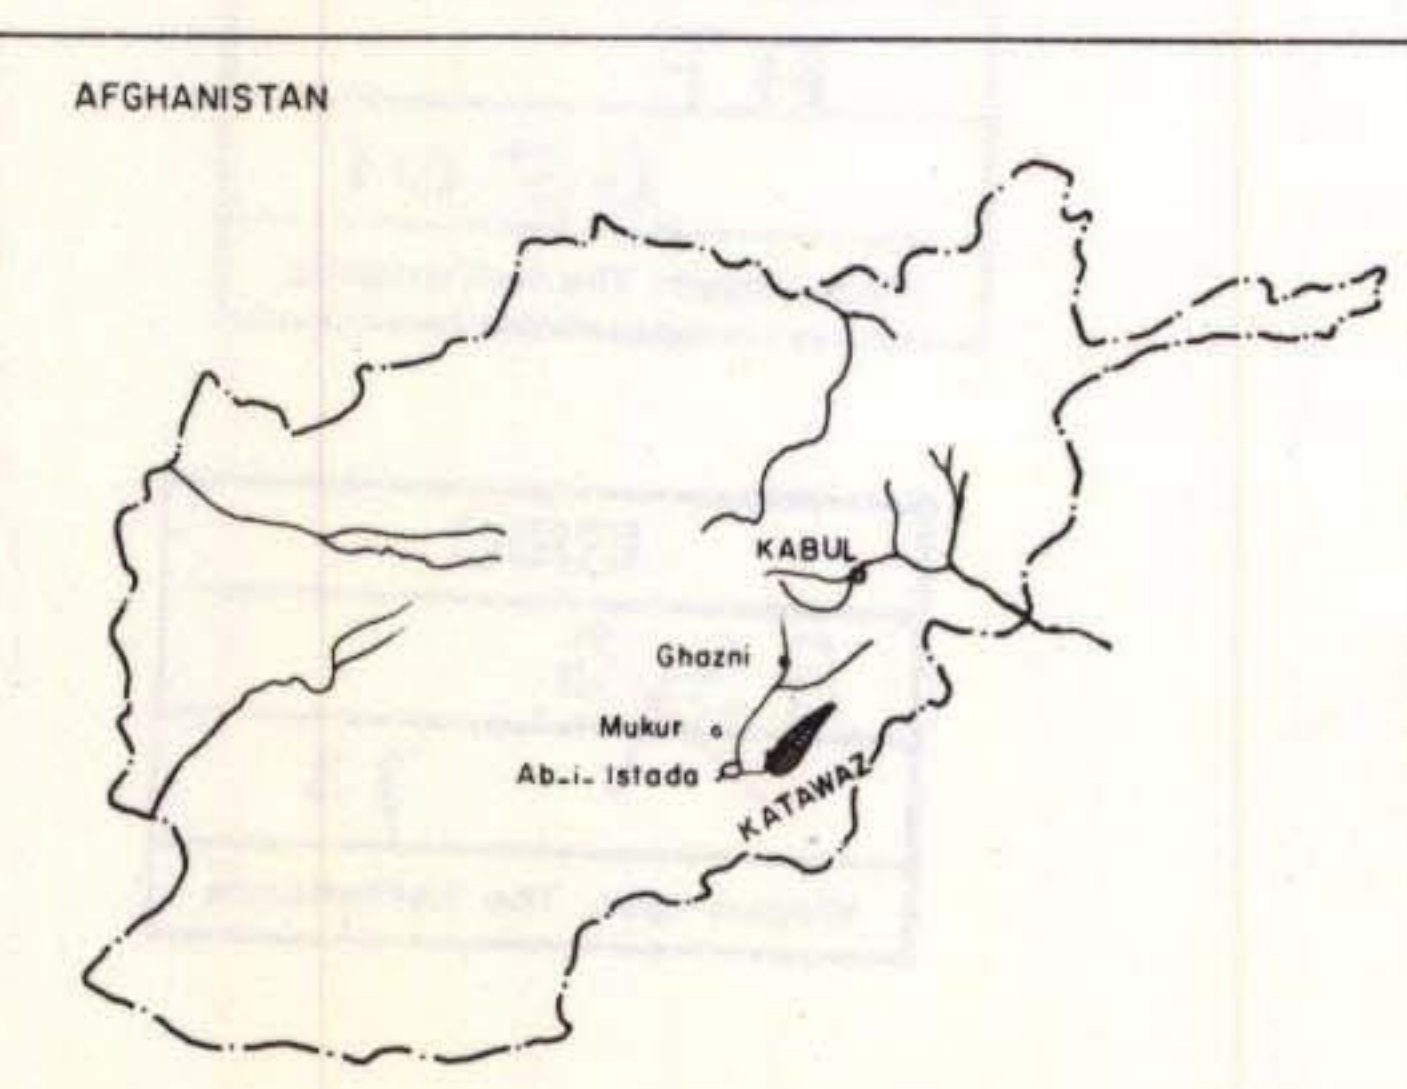 AFGHANISTAN
KABUL
Ghazni
Mukur
Ab-i- Istada
KATAWAZ